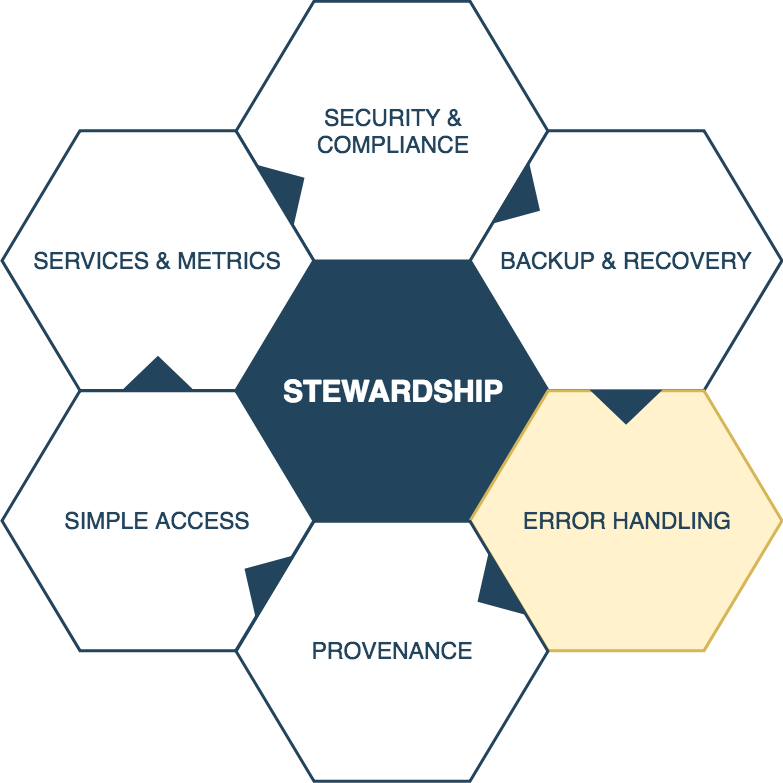 SECURITY &
COMPLIANCE
SERVICES & METRICS
BACKUP & RECOVERY
STEWARDSHIP
SIMPLE ACCESS
ERROR HANDLING
PROVENANCE